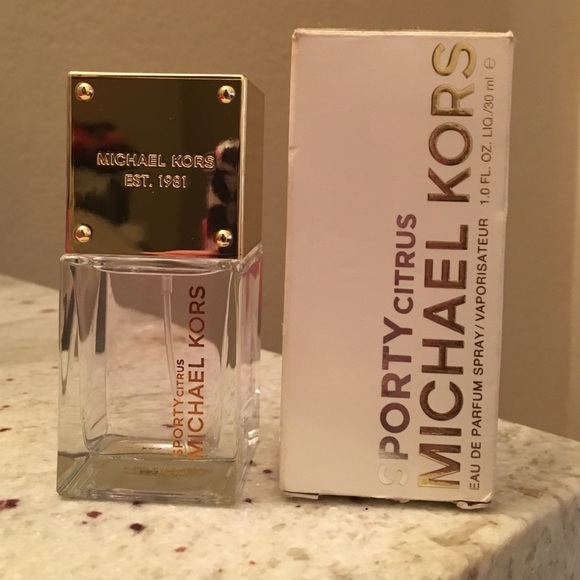 MICHAEL KORS
EST. 1981
SPORTY CITRUS
MICHAEL KORS
SPORTY CITRUS
MICHAEL KORS
EAU DE PARFUM SPRAY/VAPORISATEUR 1.0 FL. OZ. LIQ./30 ml e